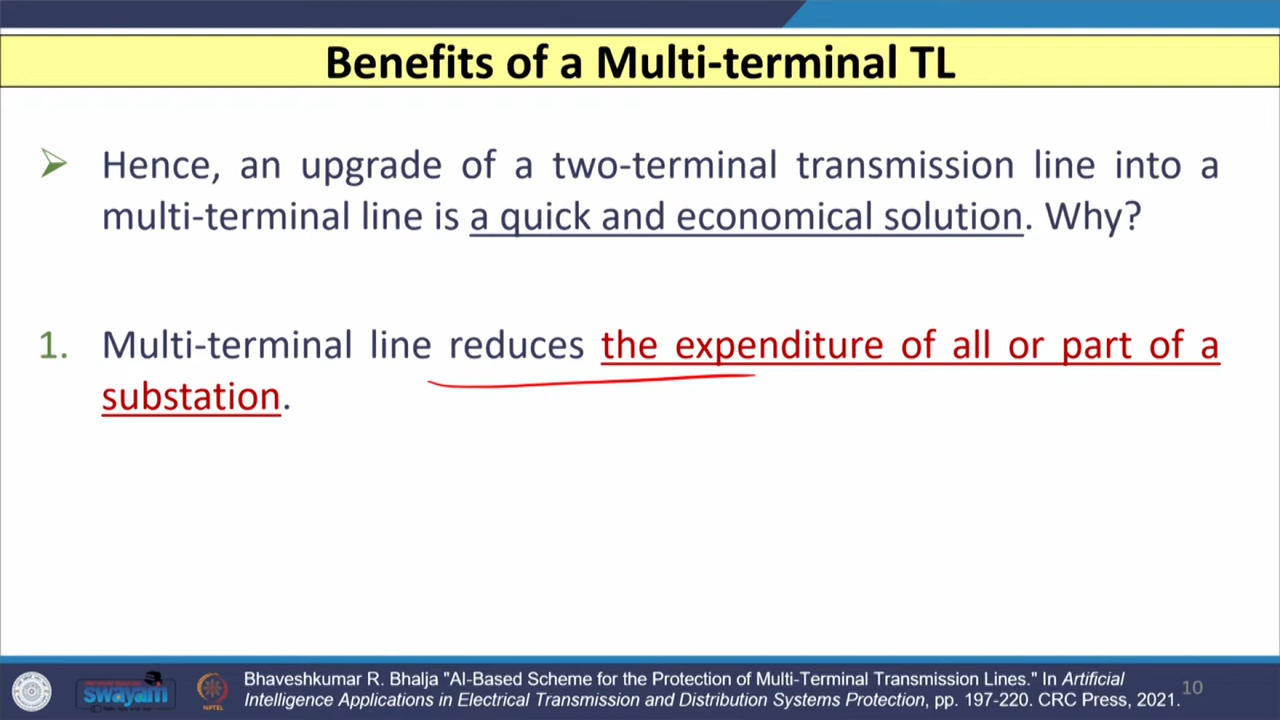 Benefits of a Multi-terminal TL
Hence, an upgrade of a two-terminal transmission line into a
multi-terminal line is a quick and economical solution. Why?
1. Multi-terminal line reduces the expenditure of all or part of a
substation.
Bhaveshkumar R. Bhalja "AI-Based Scheme for the Protection of Multi-Terminal Transmission Lines." In Artificial
Intelligence Applications in Electrical Transmission and Distribution Systems Protection, pp. 197-220. CRC Press, 2021.
10
swayam
NPTEL